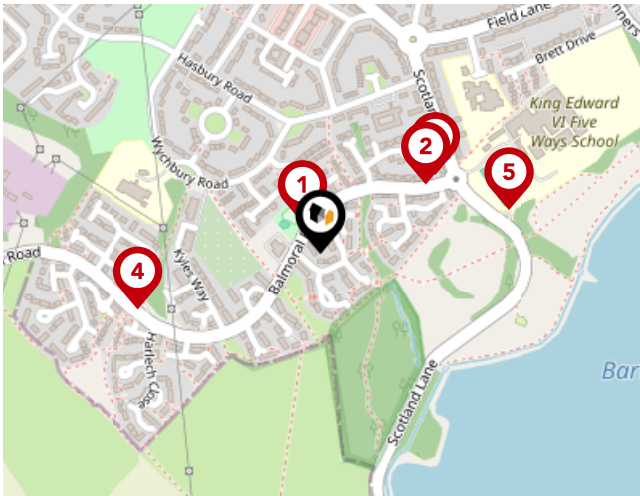 Field Lane
Brett Drive
Hasbury Road
Scotland
King Edward
VI Five
Ways School
2
5
Wychbury Road
1
Balmoral
Road
4
Kyles Way
Harlech Close
Bar
Scotland Lane